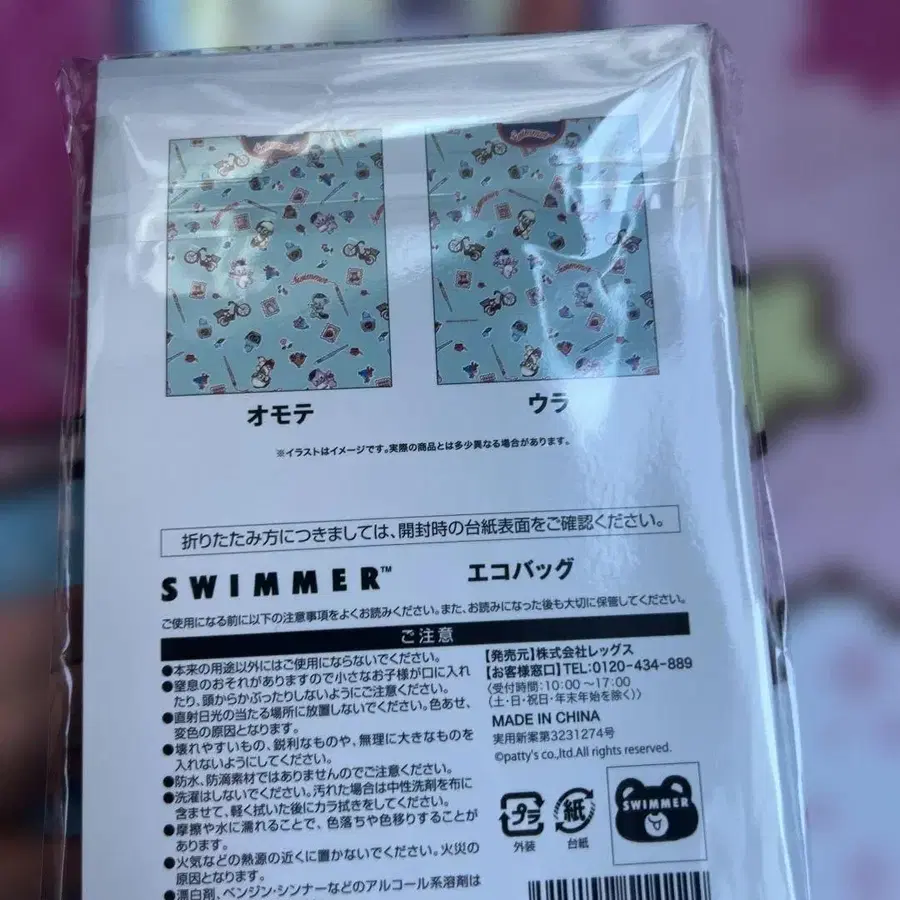 オモテ
ウラ
※イラストはイメージです。実際の商品とは多少異なる場合があります。
折りたたみ方につきましては、開封時の台紙表面をご確認ください。
SWIMMER™ エコバッグ
ご使用になる前に以下の注意事項をよくお読みください。また、お読みになった後も大切に保管してください。
ご注意
●本来の用途以外にはご使用にならないでください。
●窒息のおそれがありますので小さなお子様が口に入れ
たり、頭からかぶったりしないようにご注意ください。
●直射日光の当たる場所に放置しないでください。色あせ、
変色の原因となります。
●壊れやすいもの、鋭利なものや、無理に大きなものを
入れないようにしてください。
●防水、防滴素材ではありませんのでご注意ください。
●洗濯はしないでください。汚れた場合は中性洗剤を布に
含ませて、軽く拭いた後にカラ拭きをしてください。
●摩擦や水に濡れることで、色落ちや色移りすることが
あります。
●火気などの熱源の近くに置かないでください。火災の
原因となります。
●漂白剤、ベンジン・シンナーなどのアルコール系溶剤は
【発売元】株式会社レッグス
【お客様窓口】TEL:0120-434-889
(受付時間:10:00〜17:00
(土・日・祝日・年末年始を除く))
MADE IN CHINA
実用新案第3231274号
©patty's co.,ltd.All rights reserved.
プラ
外装
紙
台紙
SWIMMER